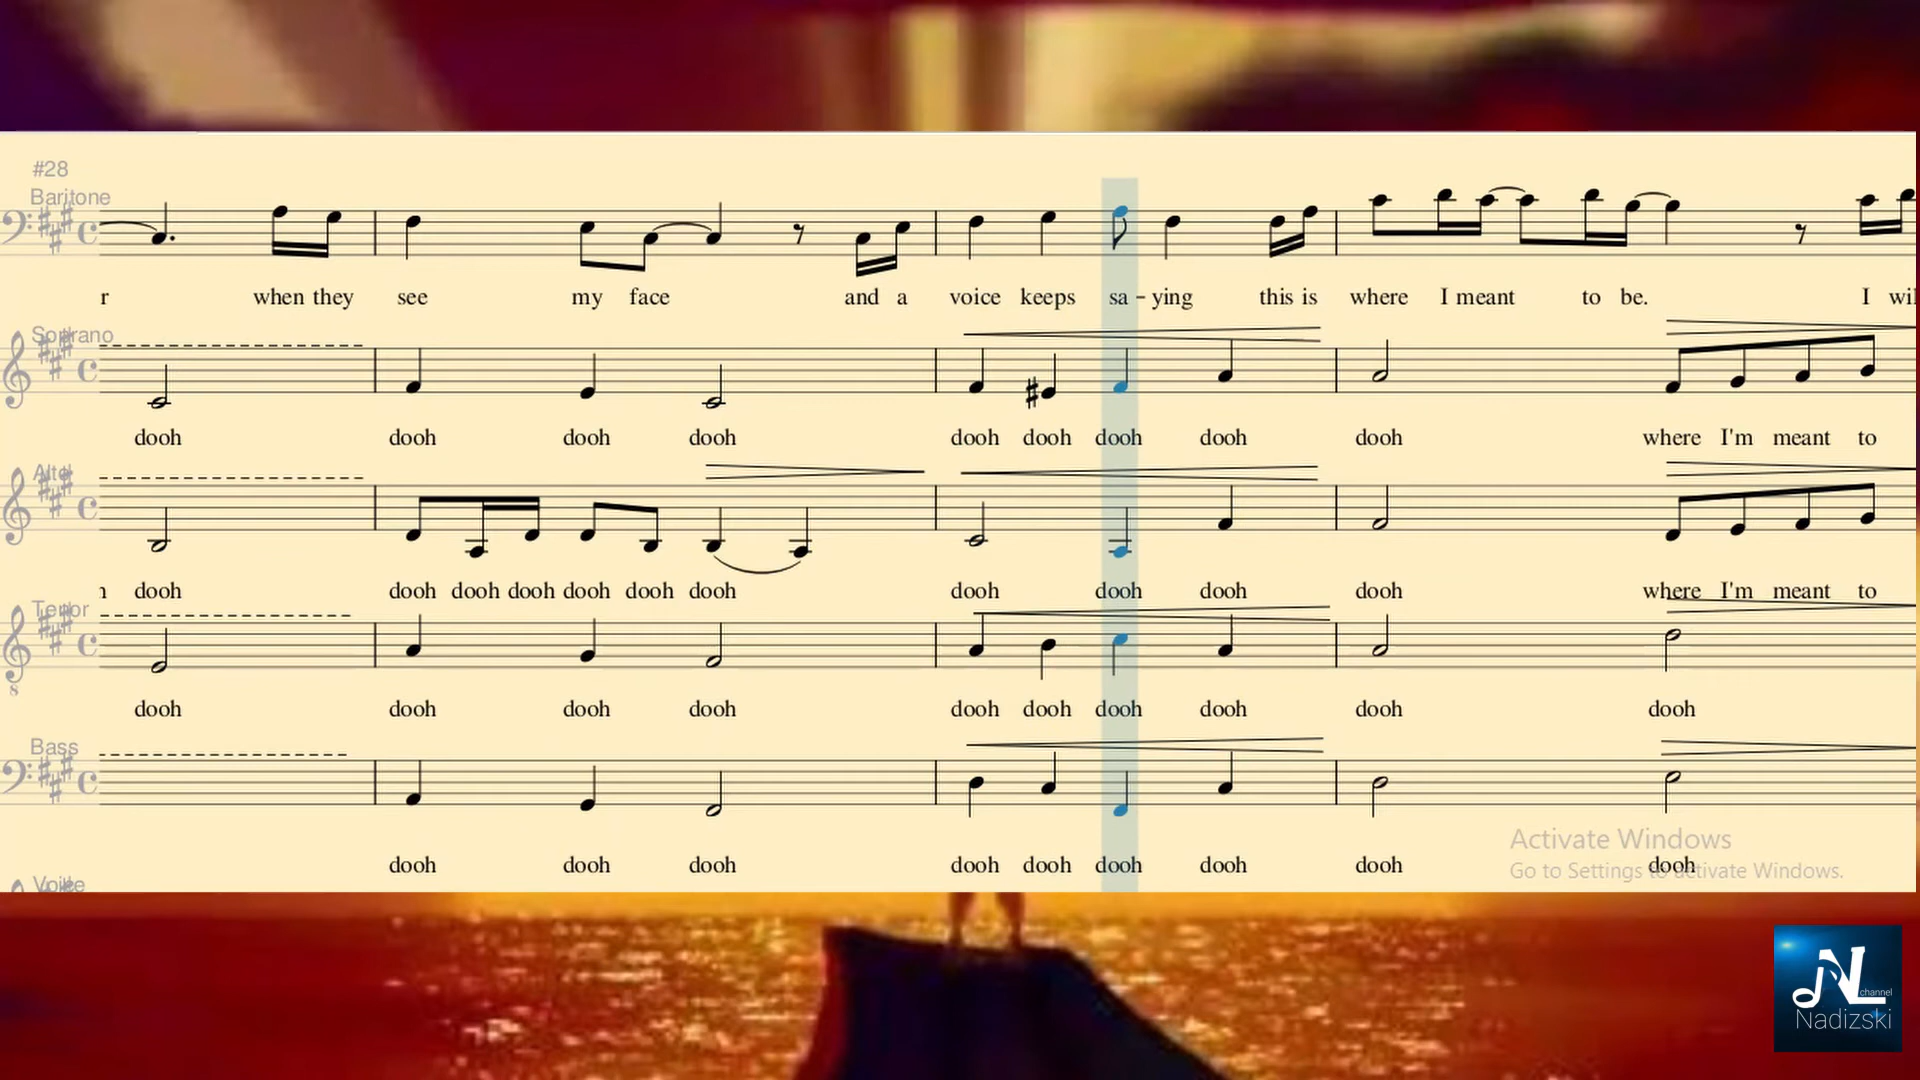 #28
Baritone
r when they see my face and a voice keeps sa - ying this is where I meant to be. I wil
Soprano
dooh dooh dooh dooh dooh dooh dooh dooh dooh where I'm meant to
Alto
dooh dooh dooh dooh dooh dooh dooh dooh dooh dooh dooh where I'm meant to
Tenor
8
dooh dooh dooh dooh dooh dooh dooh dooh dooh dooh
Bass
Activate Windows
dooh dooh dooh dooh dooh dooh dooh dooh dooh
Go to Settings to activate Windows.
Voice
NL
channel
Nadizski